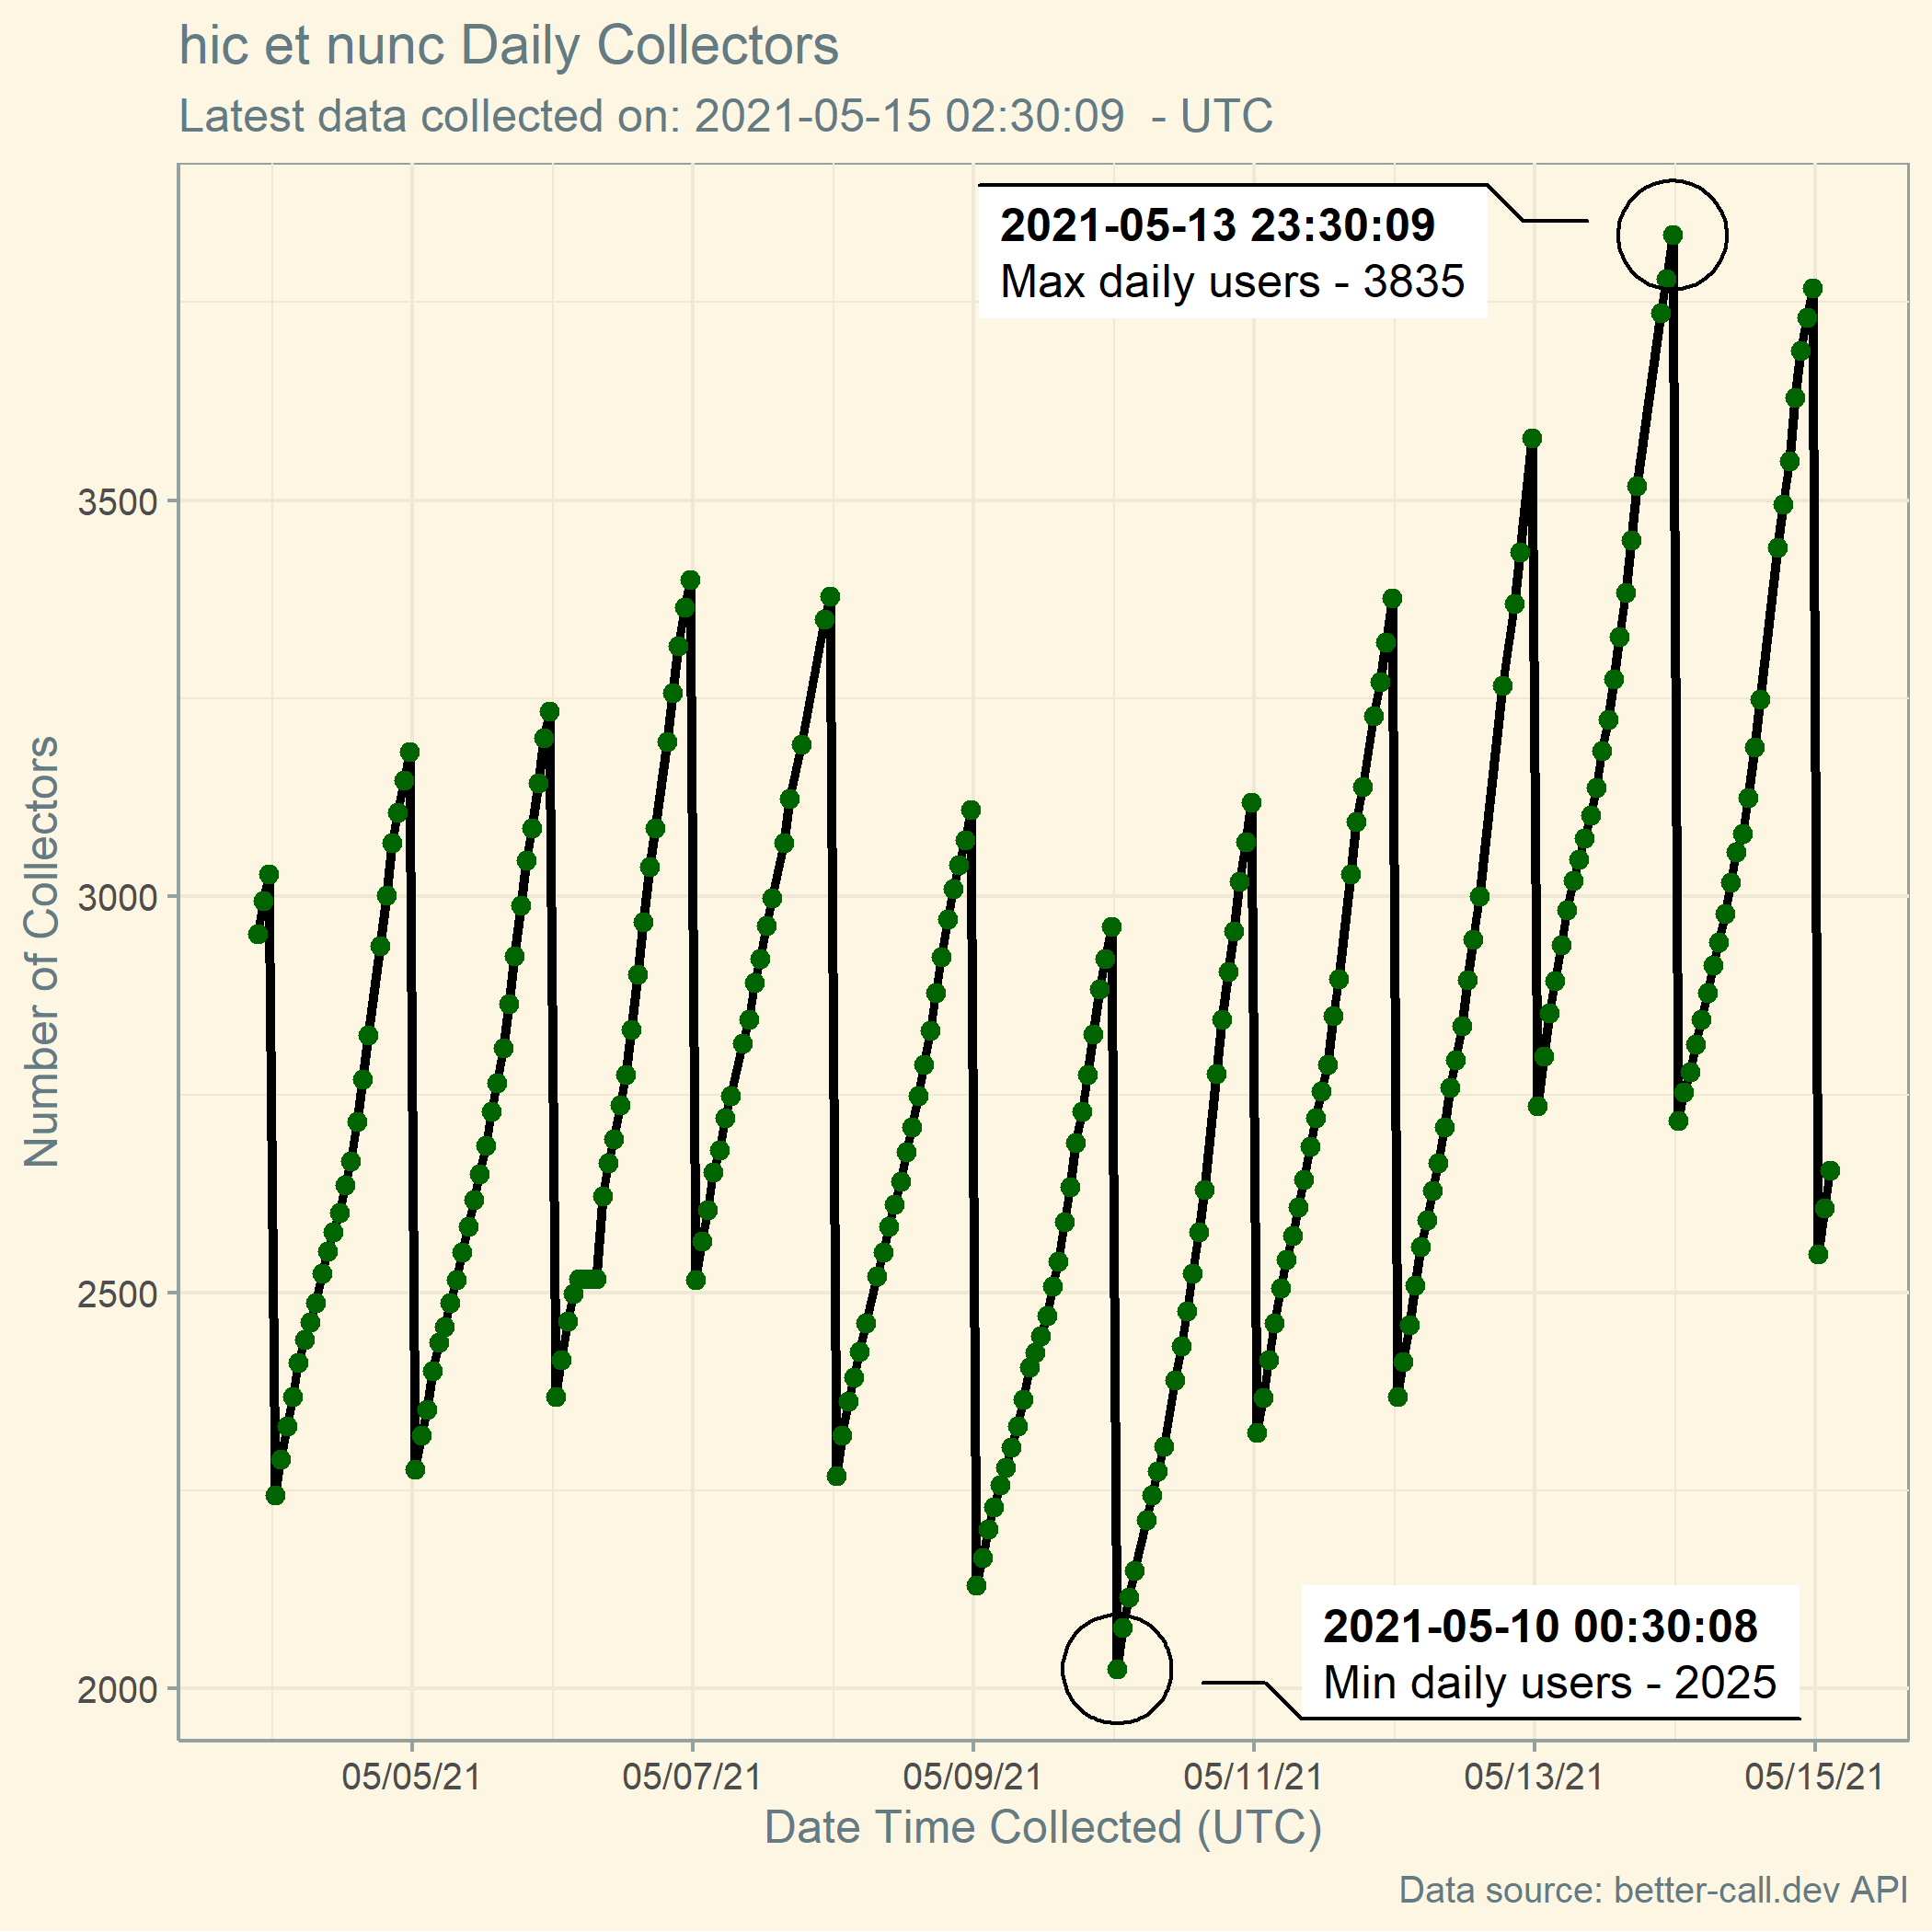 hic et nunc Daily Collectors
Latest data collected on: 2021-05-15 02:30:09  - UTC
2021-05-13 23:30:09
Max daily users - 3835
3500
3000
2500
2000
Number of Collectors
2021-05-10 00:30:08
Min daily users - 2025
05/05/21 05/07/21 05/09/21 05/11/21 05/13/21 05/15/21
Date Time Collected (UTC)
Data source: better-call.dev API